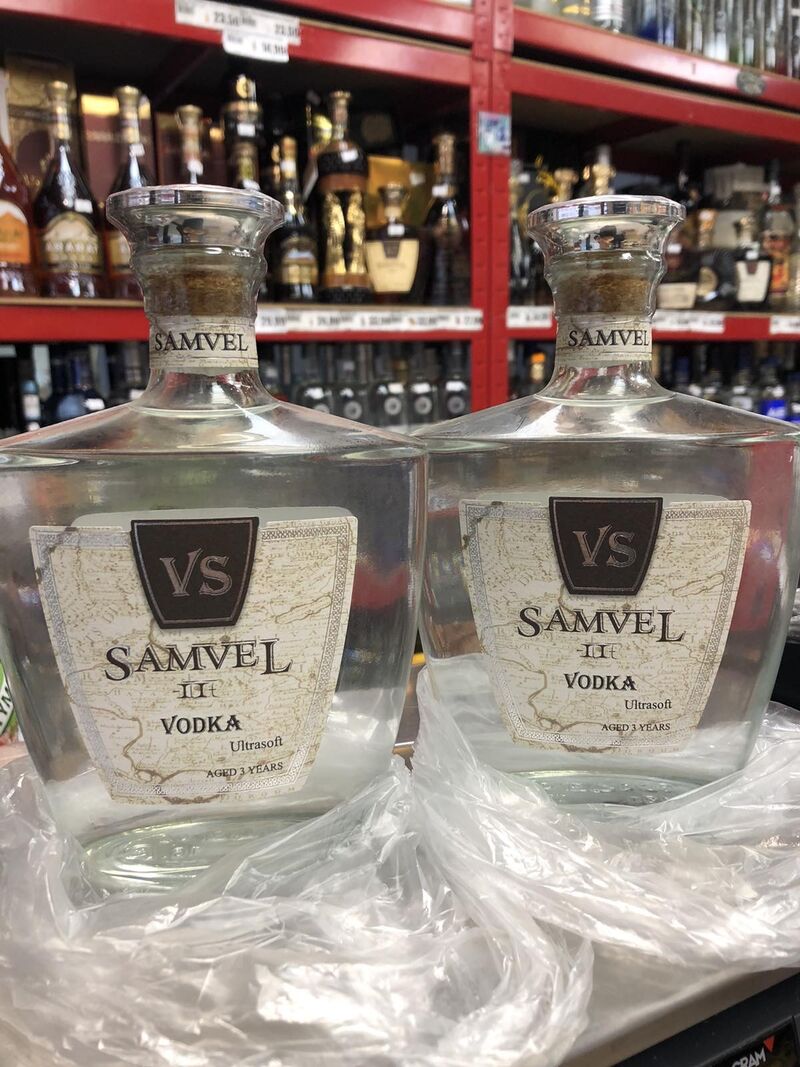 SAMVEL
VS
SAMVEL
II
VODKA
Ultrasoft
AGED 3 YEARS
SAMVEL
VS
SAMVEL
II
VODKA
Ultrasoft
AGED 3 YEARS